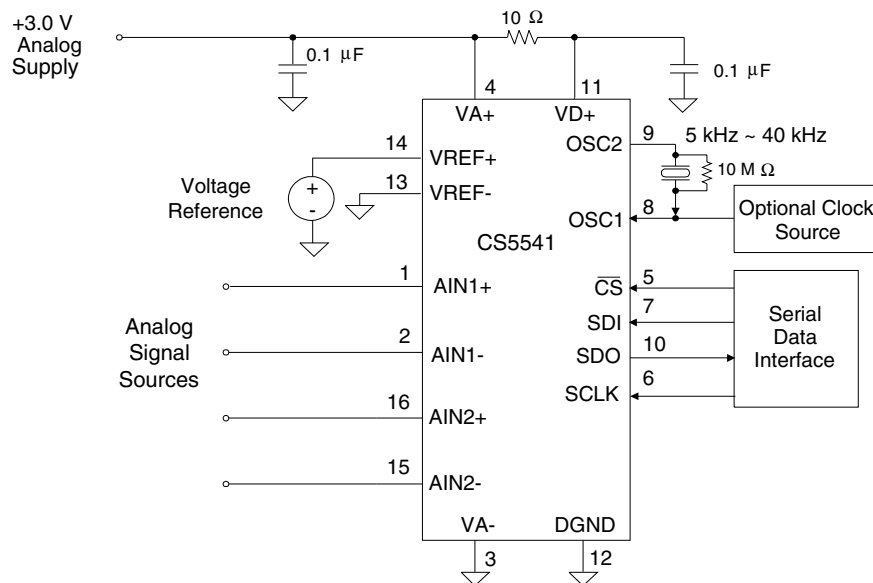 +3.0 V
Analog
Supply
10 Ω
0.1 µF
0.1 µF
4
11
VA+
VD+
14
VREF+
13
VREF-
Voltage
Reference
+
-
9
OSC2
5 kHz ~ 40 kHz
10 M Ω
8
OSC1
Optional Clock
Source
CS5541
1
AIN1+
2
AIN1-
16
AIN2+
15
AIN2-
Analog
Signal
Sources
5
CS
7
SDI
10
SDO
6
SCLK
Serial
Data
Interface
VA-
DGND
3
12